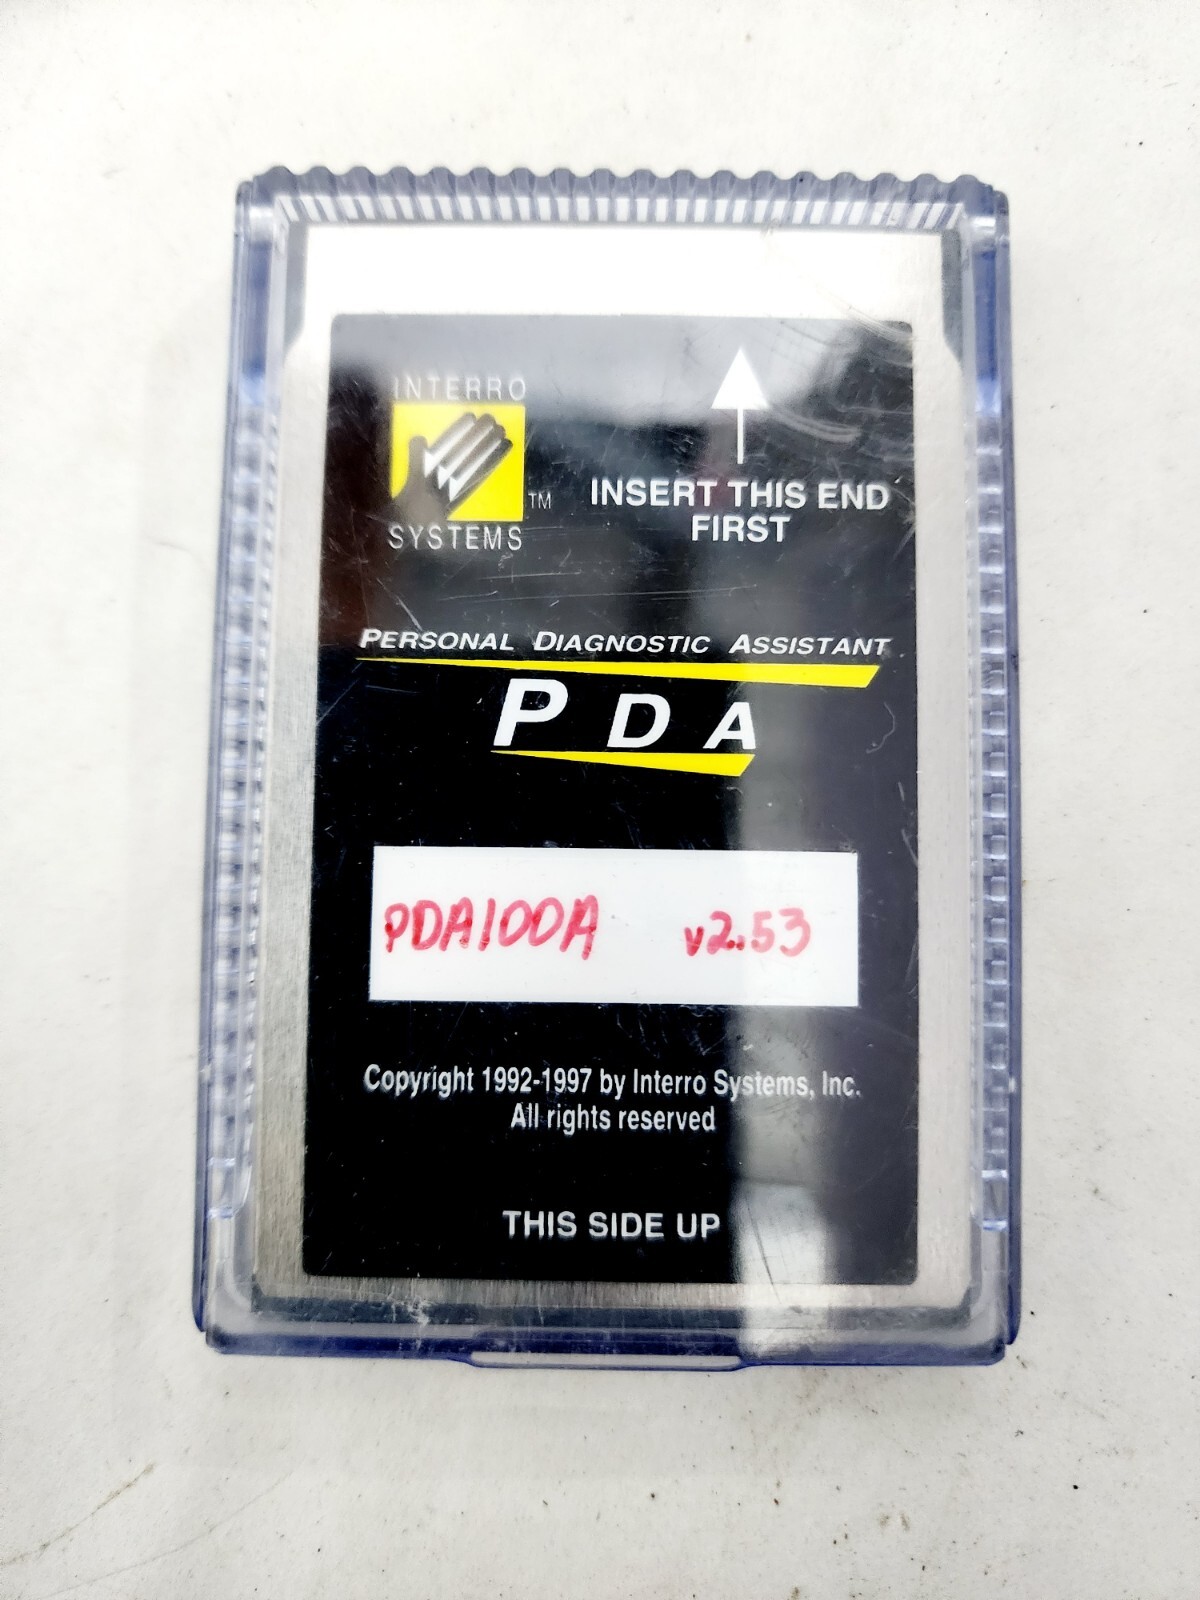 INTERRO
SYSTEMS
™
INSERT THIS END
FIRST
PERSONAL DIAGNOSTIC ASSISTANT
PDA
PDA100A v2.53
Copyright 1992-1997 by Interro Systems, Inc.
All rights reserved
THIS SIDE UP